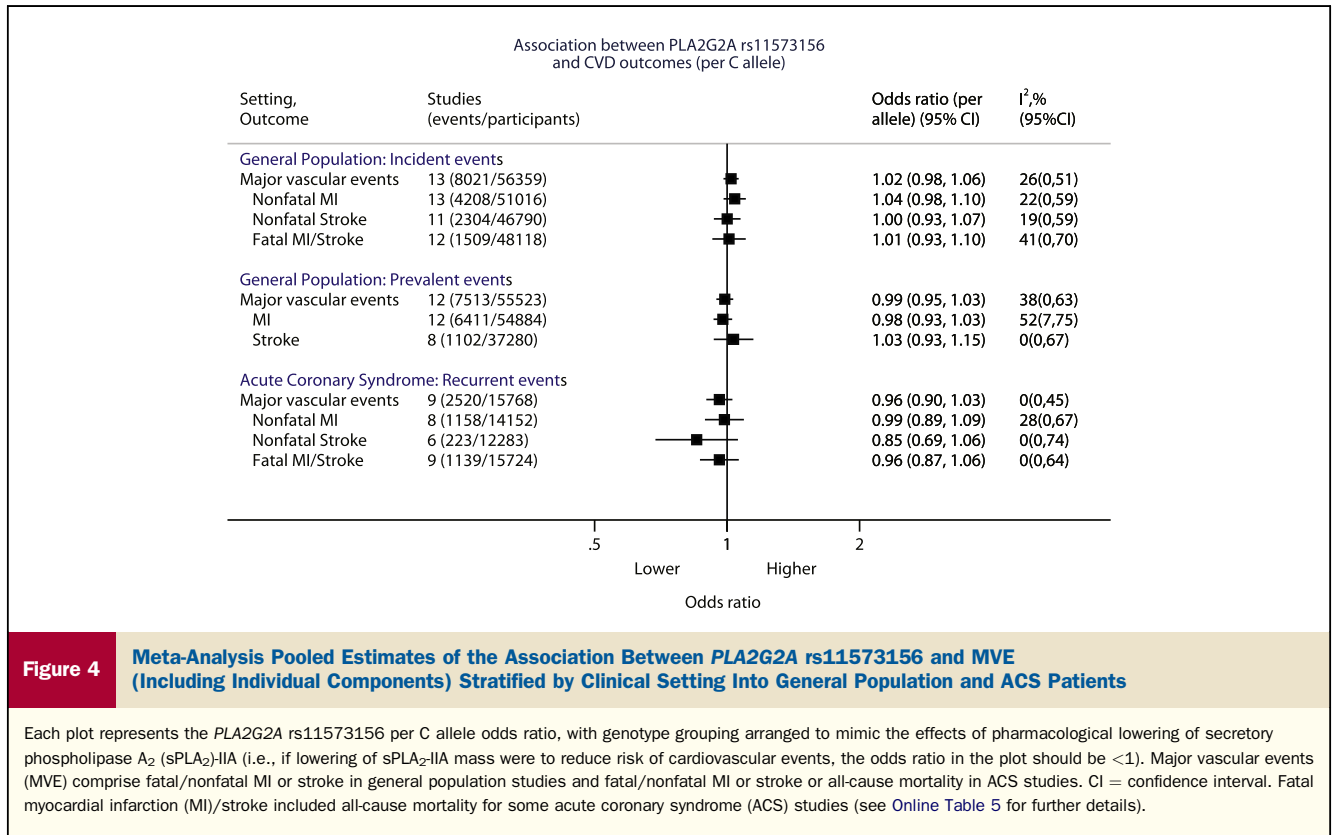 Association between PLA2G2A rs11573156
and CVD outcomes (per C allele)
Setting, Studies Odds ratio (per I²,%
Outcome (events/participants) allele) (95% CI) (95%CI)
General Population: Incident events
Major vascular events 13 (8021/56359) 1.02 (0.98, 1.06) 26(0,51)
Nonfatal MI 13 (4208/51016) 1.04 (0.98, 1.10) 22(0,59)
Nonfatal Stroke 11 (2304/46790) 1.00 (0.93, 1.07) 19(0,59)
Fatal MI/Stroke 12 (1509/48118) 1.01 (0.93, 1.10) 41(0,70)
General Population: Prevalent events
Major vascular events 12 (7513/55523) 0.99 (0.95, 1.03) 38(0,63)
MI 12 (6411/54884) 0.98 (0.93, 1.03) 52(7,75)
Stroke 8 (1102/37280) 1.03 (0.93, 1.15) 0(0,67)
Acute Coronary Syndrome: Recurrent events
Major vascular events 9 (2520/15768) 0.96 (0.90, 1.03) 0(0,45)
Nonfatal MI 8 (1158/14152) 0.99 (0.89, 1.09) 28(0,67)
Nonfatal Stroke 6 (223/12283) 0.85 (0.69, 1.06) 0(0,74)
Fatal MI/Stroke 9 (1139/15724) 0.96 (0.87, 1.06) 0(0,64)
.5 1 2
Lower Higher
Odds ratio
Figure 4 Meta-Analysis Pooled Estimates of the Association Between PLA2G2A rs11573156 and MVE
(Including Individual Components) Stratified by Clinical Setting Into General Population and ACS Patients
Each plot represents the PLA2G2A rs11573156 per C allele odds ratio, with genotype grouping arranged to mimic the effects of pharmacological lowering of secretory
phospholipase A₂ (sPLA₂)-IIA (i.e., if lowering of sPLA₂-IIA mass were to reduce risk of cardiovascular events, the odds ratio in the plot should be <1). Major vascular events
(MVE) comprise fatal/nonfatal MI or stroke in general population studies and fatal/nonfatal MI or stroke or all-cause mortality in ACS studies. CI = confidence interval. Fatal
myocardial infarction (MI)/stroke included all-cause mortality for some acute coronary syndrome (ACS) studies (see Online Table 5 for further details).